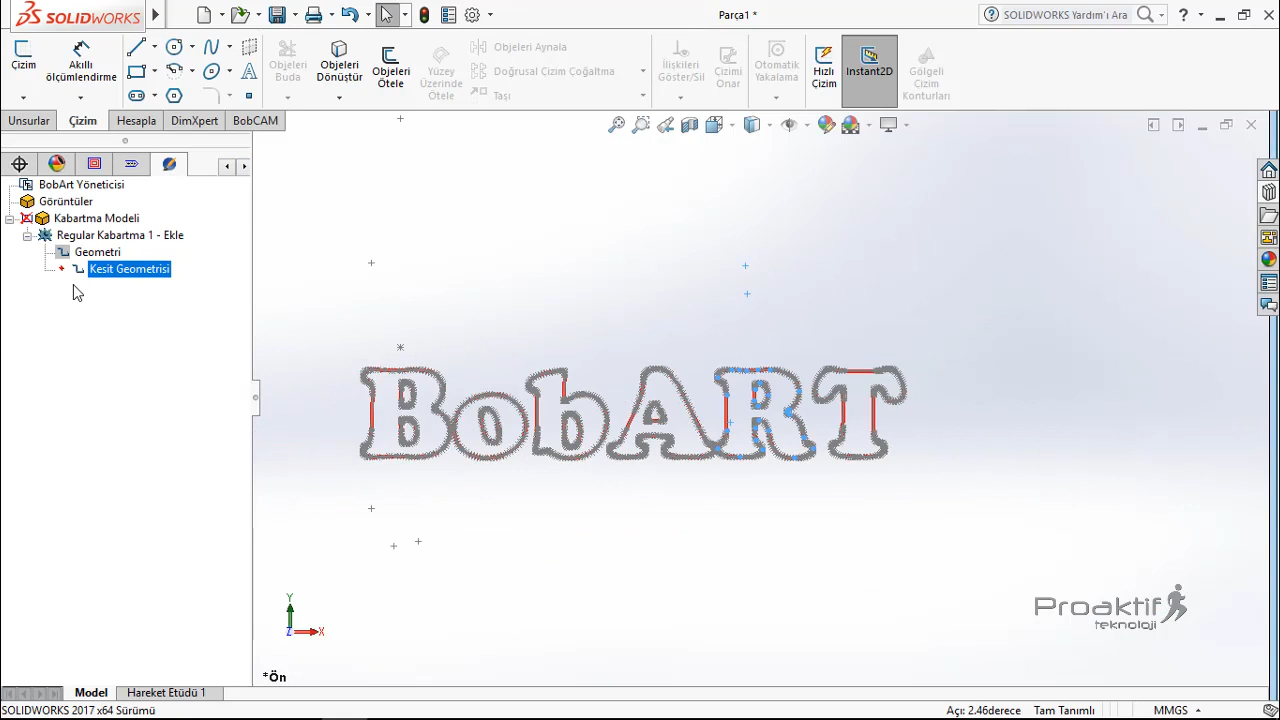 DS SOLIDWORKS
Parça1 *
SOLIDWORKS Yardım'ı Ara
?
Çizim
Akıllı
ölçümlendirme
Objeleri
Buda
Objeleri
Dönüştür
Objeleri
Ötele
Yüzey
Üzerinde
Ötele
Objeleri Aynala
Doğrusal Çizim Çoğaltma
Taşı
İlişkileri
Göster/Sil
Çizimi
Onar
Otomatik
Yakalama
Hızlı
Çizim
Instant2D
Gölgeli
Çizim
Konturları
Unsurlar
Çizim
Hesapla
DimXpert
BobCAM
BobArt Yöneticisi
Görüntüler
Kabartma Modeli
Regular Kabartma 1 - Ekle
Geometri
Kesit Geometrisi
BobART
Y
Z
X
Proaktif
teknoloji
*Ön
Model
Hareket Etüdü 1
SOLIDWORKS 2017 x64 Sürümü
Açı: 2.46derece
Tam Tanımlı
MMGS